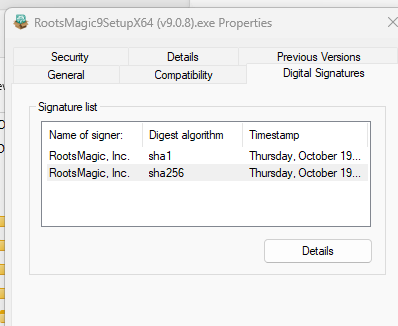 RootsMagic9SetupX64 (v9.0.8).exe Properties
Security Details Previous Versions
General Compatibility Digital Signatures
Signature list
Name of signer: Digest algorithm Timestamp
RootsMagic, Inc. sha1 Thursday, October 19...
RootsMagic, Inc. sha256 Thursday, October 19...
Details